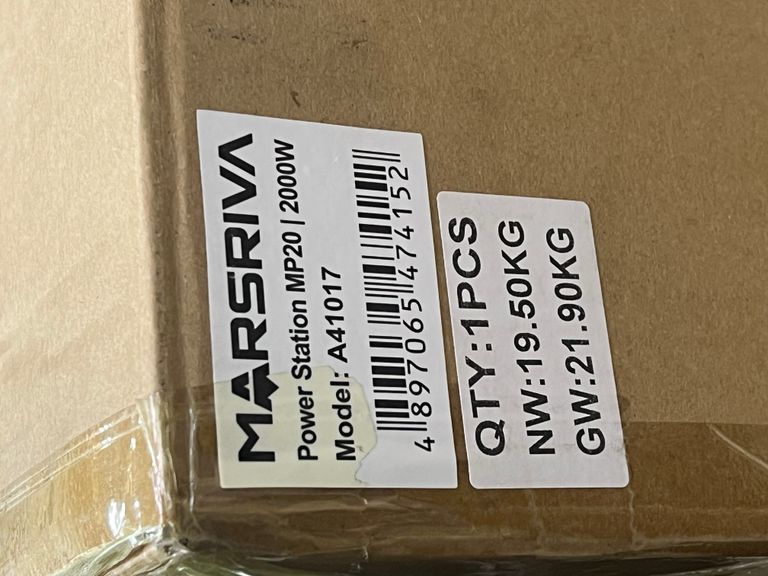 MARSRIVA
Power Station MP20 | 2000W
Model: A41017
4 897065 474152
QTY:1PCS
NW:19.50KG
GW:21.90KG